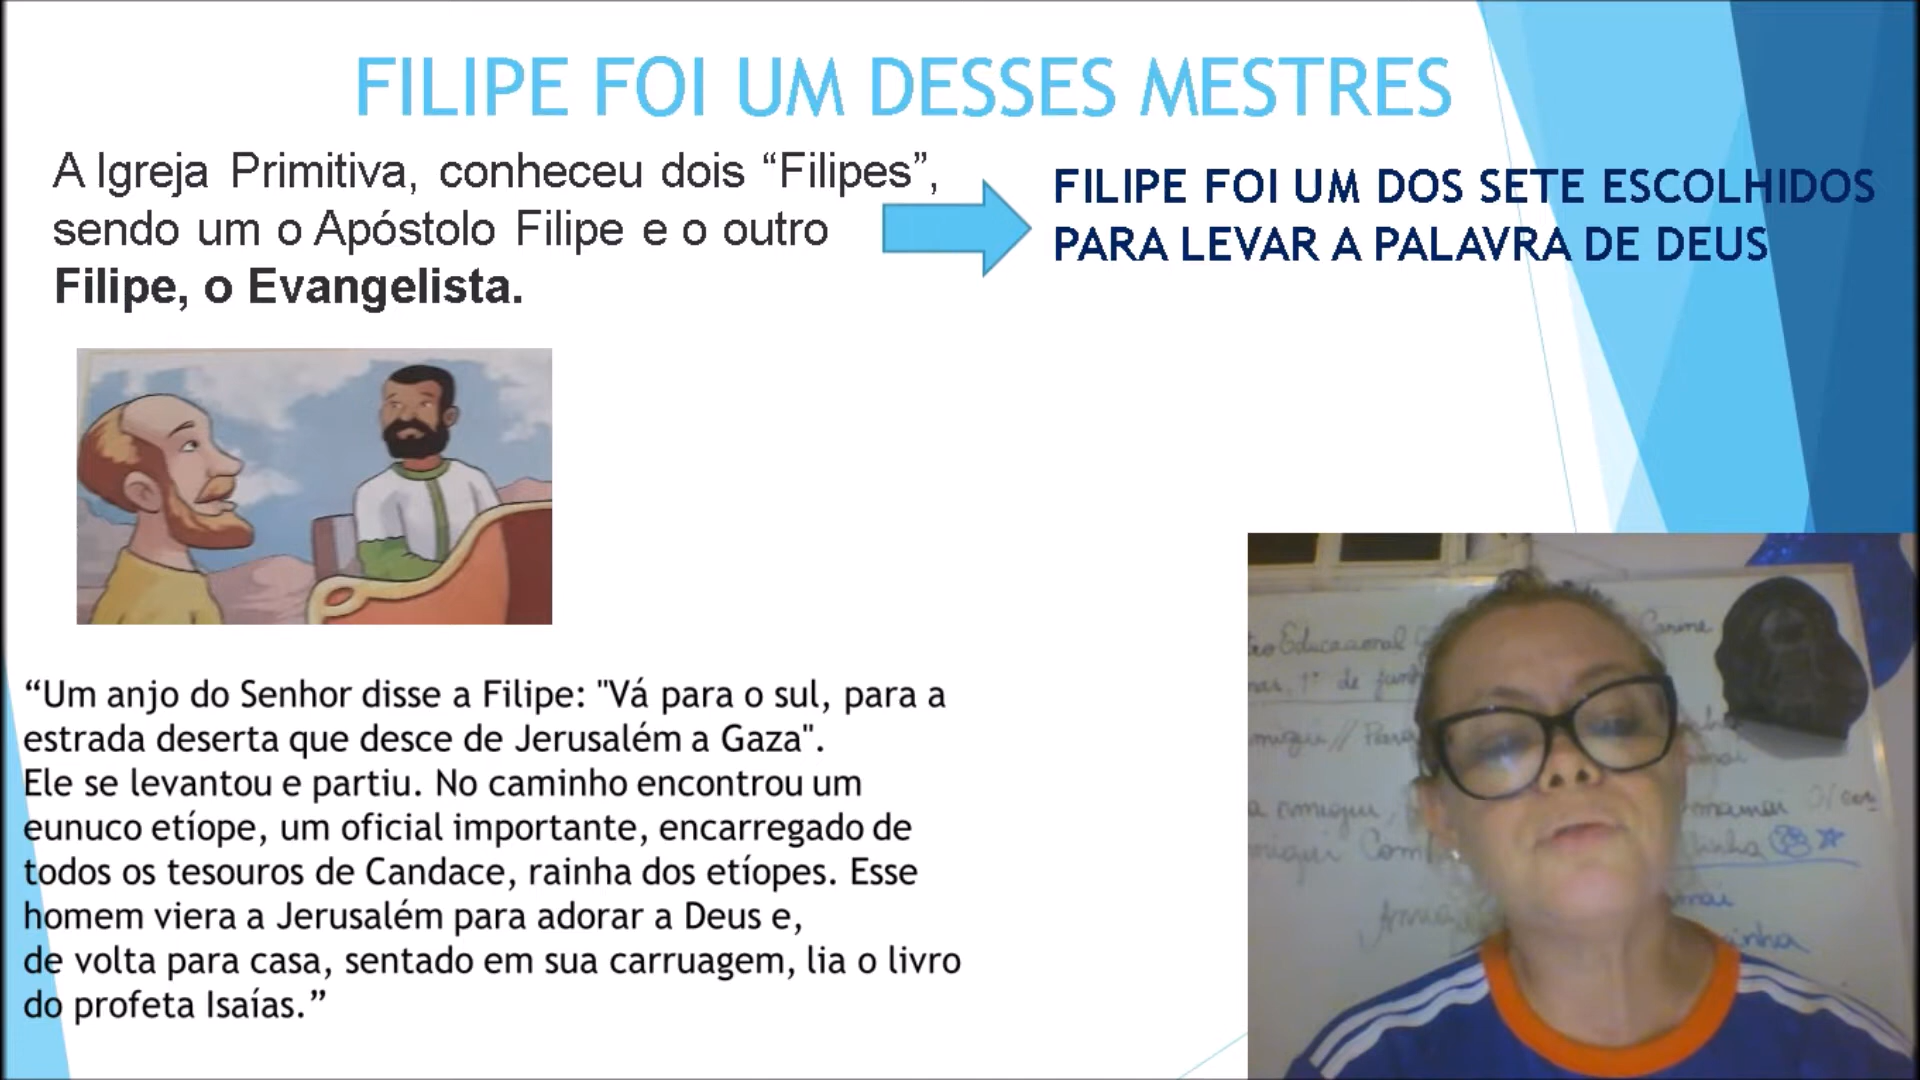 FILIPE FOI UM DESSES MESTRES
A Igreja Primitiva, conheceu dois “Filipes”,
sendo um o Apóstolo Filipe e o outro
Filipe, o Evangelista.
FILIPE FOI UM DOS SETE ESCOLHIDOS
PARA LEVAR A PALAVRA DE DEUS
“Um anjo do Senhor disse a Filipe: "Vá para o sul, para a
estrada deserta que desce de Jerusalém a Gaza".
Ele se levantou e partiu. No caminho encontrou um
eunuco etíope, um oficial importante, encarregado de
todos os tesouros de Candace, rainha dos etíopes. Esse
homem viera a Jerusalém para adorar a Deus e,
de volta para casa, sentado em sua carruagem, lia o livro
do profeta Isaías.”
Educacional
1º de
mamai